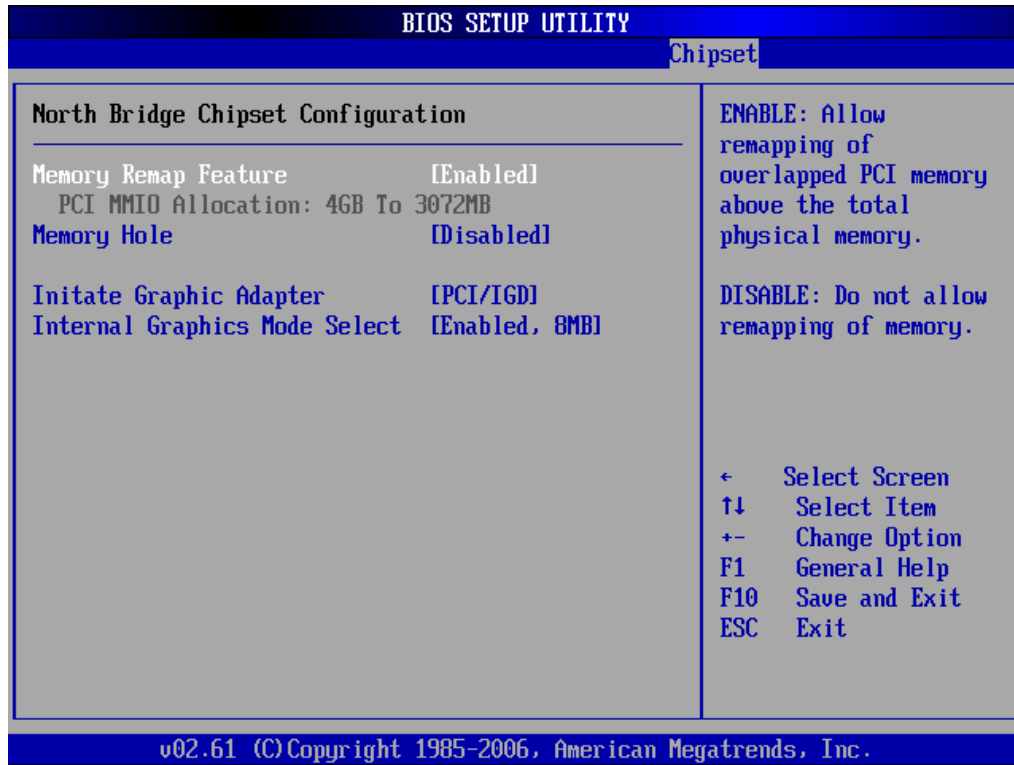 BIOS SETUP UTILITY
Chipset
North Bridge Chipset Configuration
Memory Remap Feature [Enabled]
PCI MMIO Allocation: 4GB To 3072MB
Memory Hole [Disabled]
Initate Graphic Adapter [PCI/IGD]
Internal Graphics Mode Select [Enabled, 8MB]
ENABLE: Allow
remapping of
overlapped PCI memory
above the total
physical memory.
DISABLE: Do not allow
remapping of memory.
← Select Screen
↑↓ Select Item
+- Change Option
F1 General Help
F10 Save and Exit
ESC Exit
v02.61 (C)Copyright 1985-2006, American Megatrends, Inc.